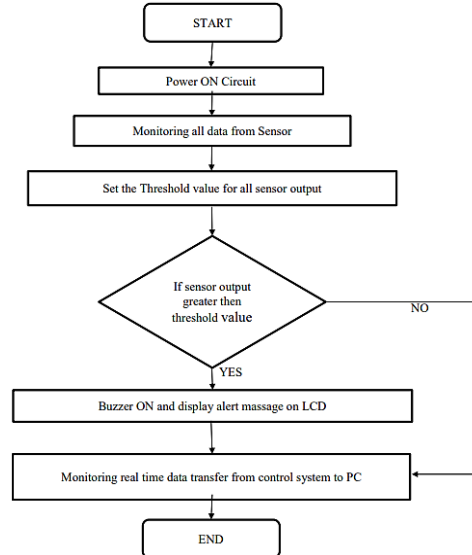 START
Power ON Circuit
Monitoring all data from Sensor
Set the Threshold value for all sensor output
If sensor output
greater then
threshold value
NO
YES
Buzzer ON and display alert massage on LCD
Monitoring real time data transfer from control system to PC
END